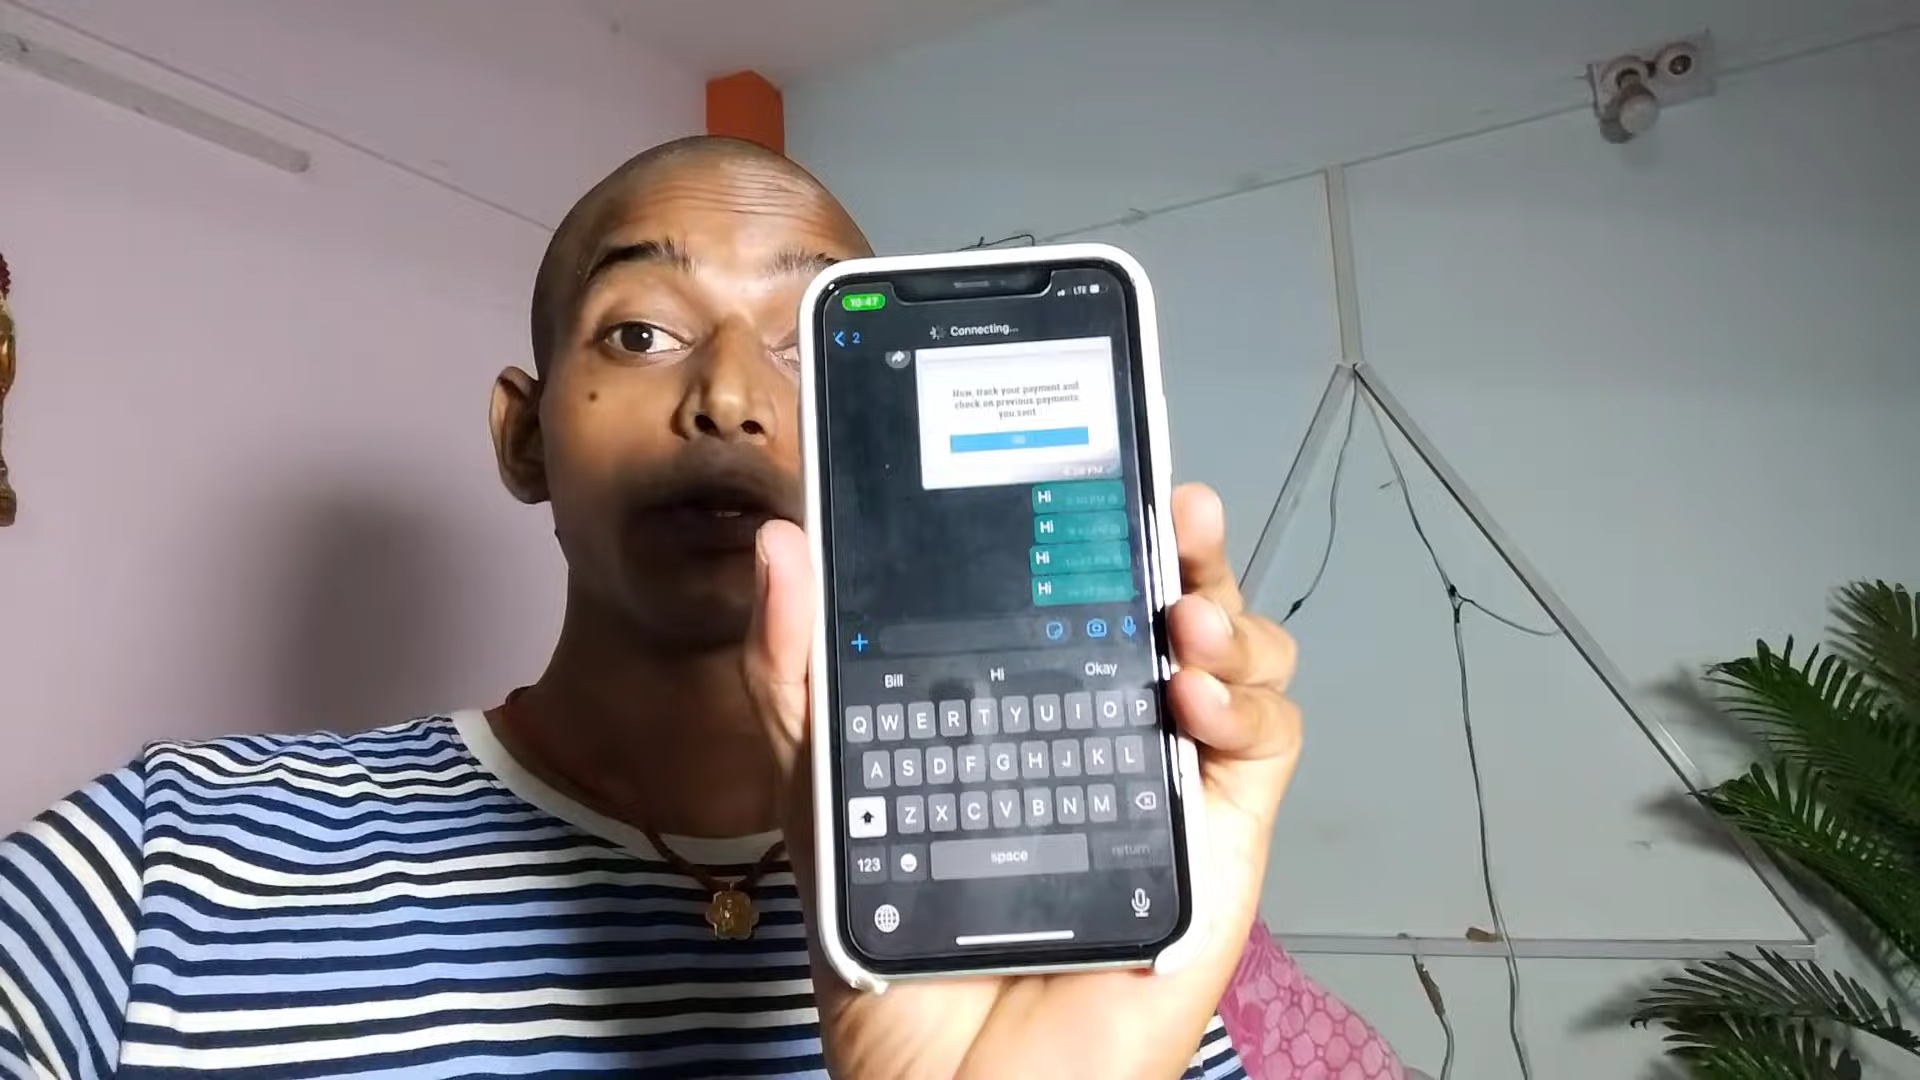 10:47
LTE
2
Connecting...
Now, track your payment and
check on previous payments
you sent
Hi
Hi
Hi
Hi
Bill Hi Okay
Q W E R T Y U I O P
A S D F G H J K L
Z X C V B N M
123 space return